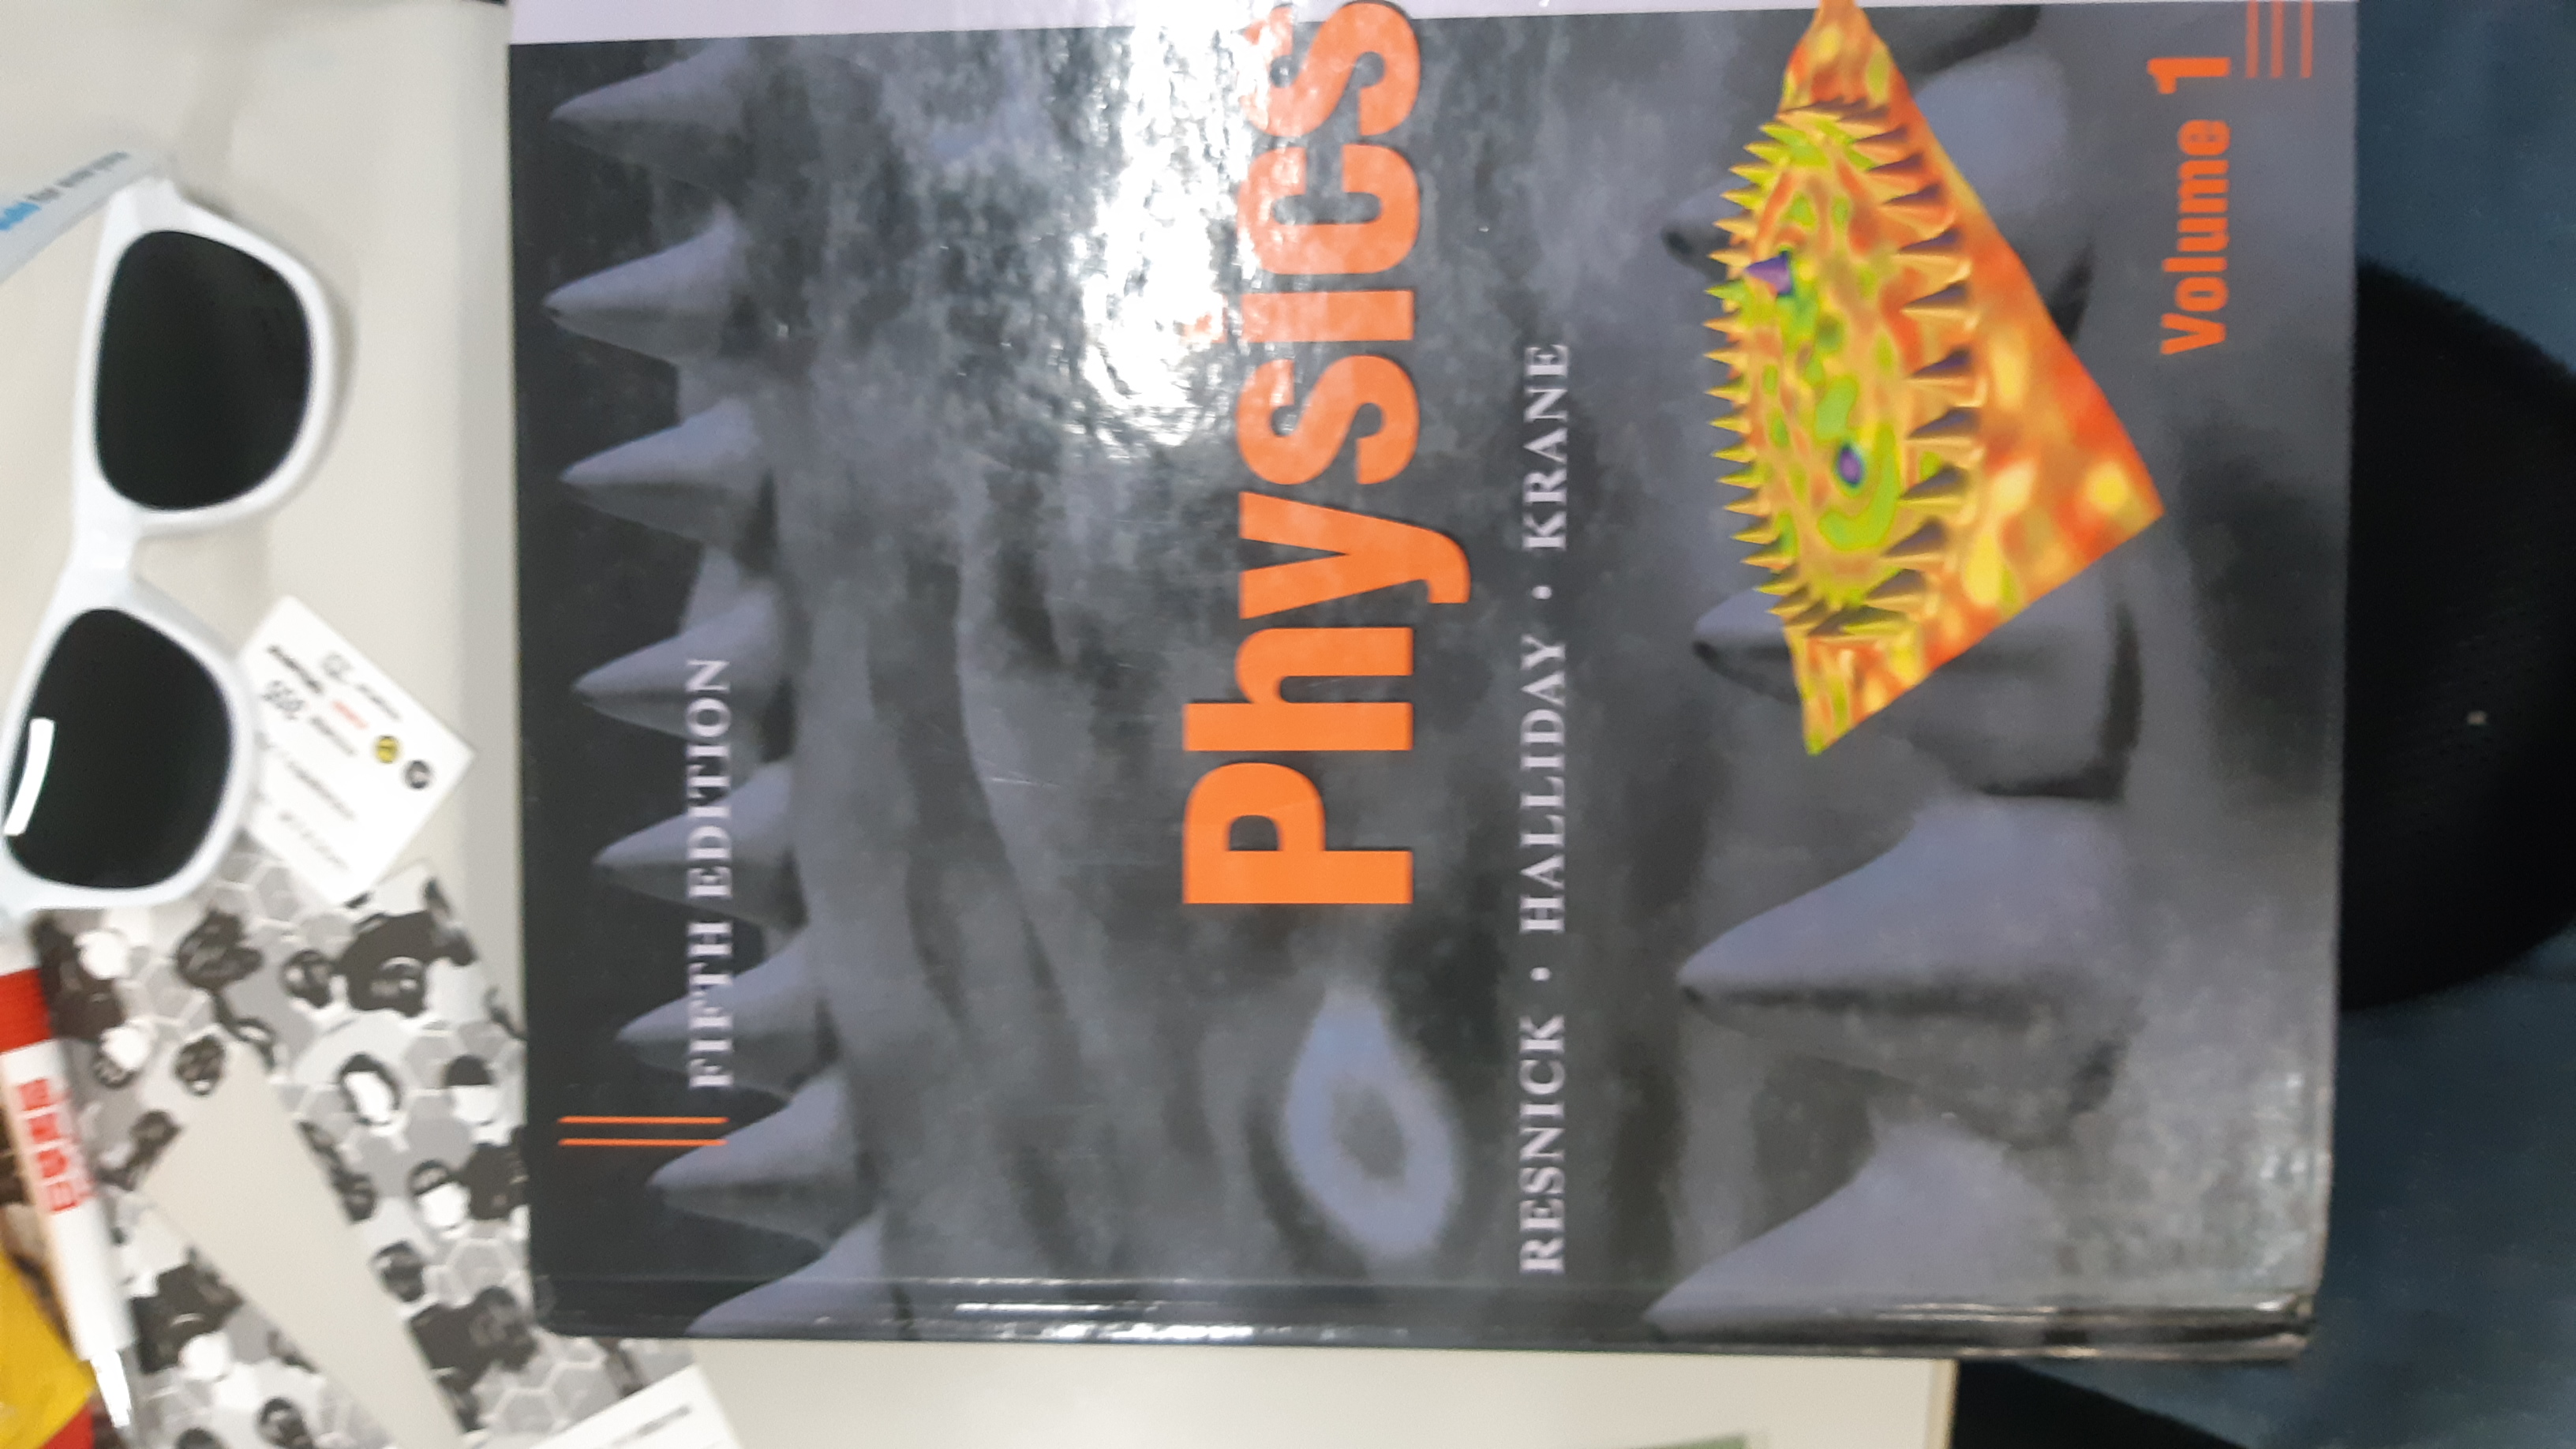 FIFTH EDITION
Physics
RESNICK • HALLIDAY • KRANE
Volume 1